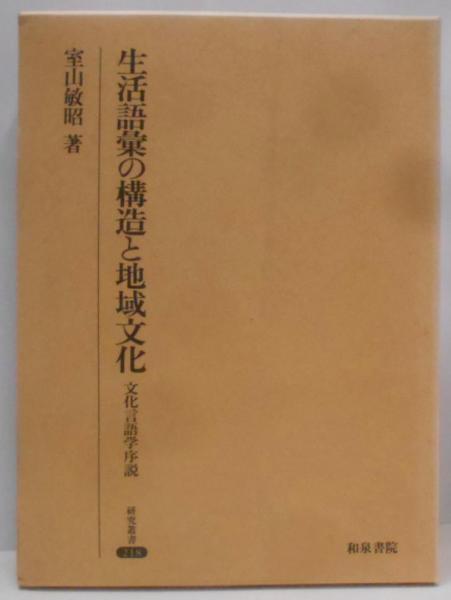 生活語彙の構造と地域文化
文化言語学序説
研究叢書
218
室山敏昭 著
和泉書院